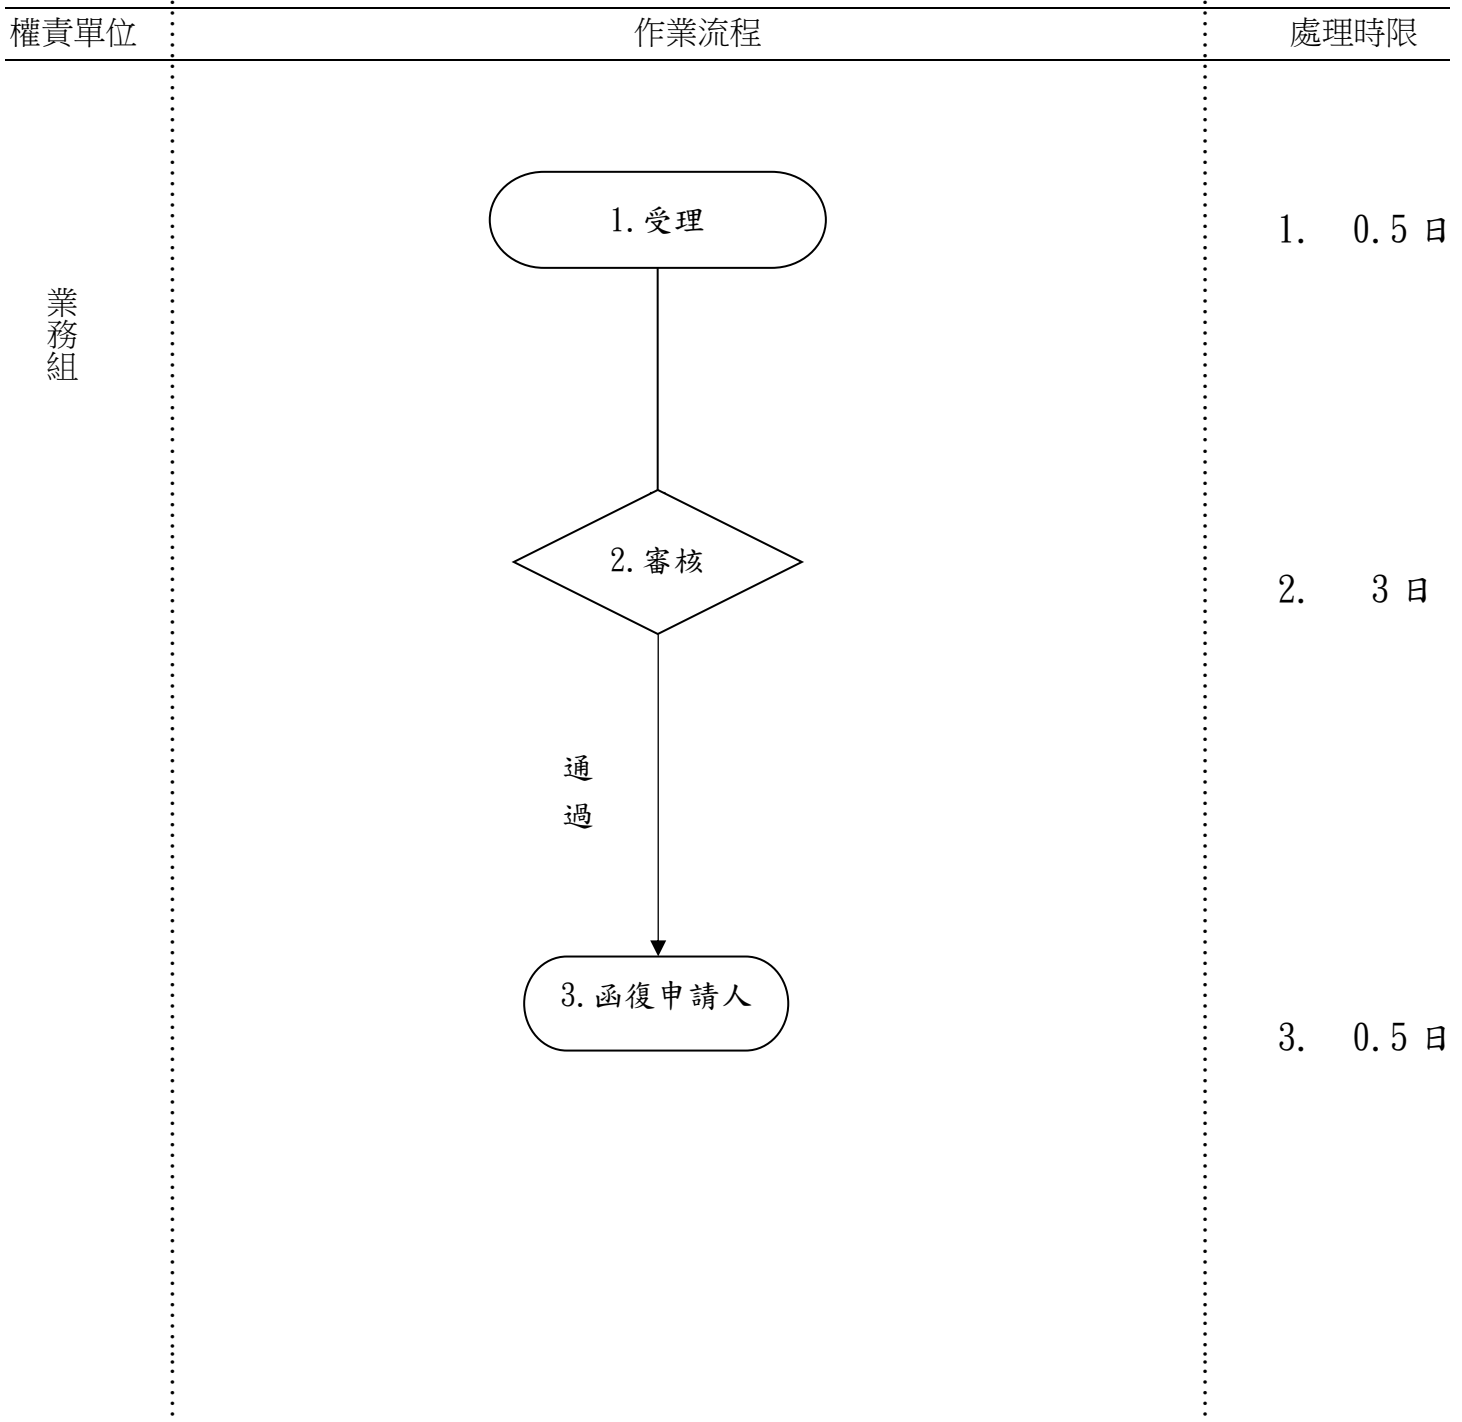 權責單位 作業流程 處理時限
1.受理
1. 0.5日
業務組
2.審核
2. 3日
通
過
3.函復申請人
3. 0.5日